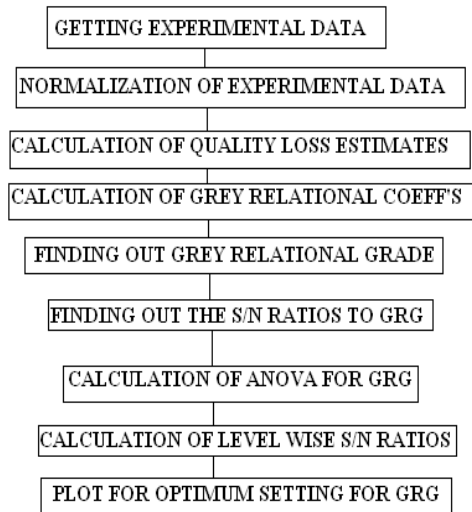 GETTING EXPERIMENTAL DATA
NORMALIZATION OF EXPERIMENTAL DATA
CALCULATION OF QUALITY LOSS ESTIMATES
CALCULATION OF GREY RELATIONAL COEFF'S
FINDING OUT GREY RELATIONAL GRADE
FINDING OUT THE S/N RATIOS TO GRG
CALCULATION OF ANOVA FOR GRG
CALCULATION OF LEVEL WISE S/N RATIOS
PLOT FOR OPTIMUM SETTING FOR GRG